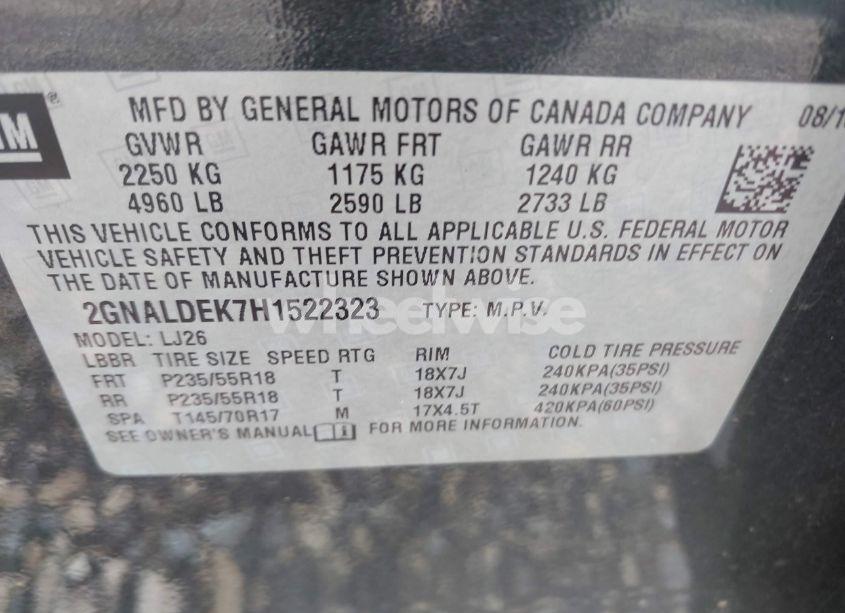 GM ®
MFD BY GENERAL MOTORS OF CANADA COMPANY 08/1
GVWR GAWR FRT GAWR RR
2250 KG 1175 KG 1240 KG
4960 LB 2590 LB 2733 LB
THIS VEHICLE CONFORMS TO ALL APPLICABLE U.S. FEDERAL MOTOR
VEHICLE SAFETY AND THEFT PREVENTION STANDARDS IN EFFECT ON
THE DATE OF MANUFACTURE SHOWN ABOVE.
2GNALDEK7H1522323 TYPE: M.P.V.
wheelwise
MODEL: LJ26
LBBR TIRE SIZE SPEED RTG RIM COLD TIRE PRESSURE
FRT P235/55R18 T 18X7J 240KPA(35PSI)
RR P235/55R18 T 18X7J 240KPA(35PSI)
SPA T145/70R17 M 17X4.5T 420KPA(60PSI)
SEE OWNER'S MANUAL FOR MORE INFORMATION.